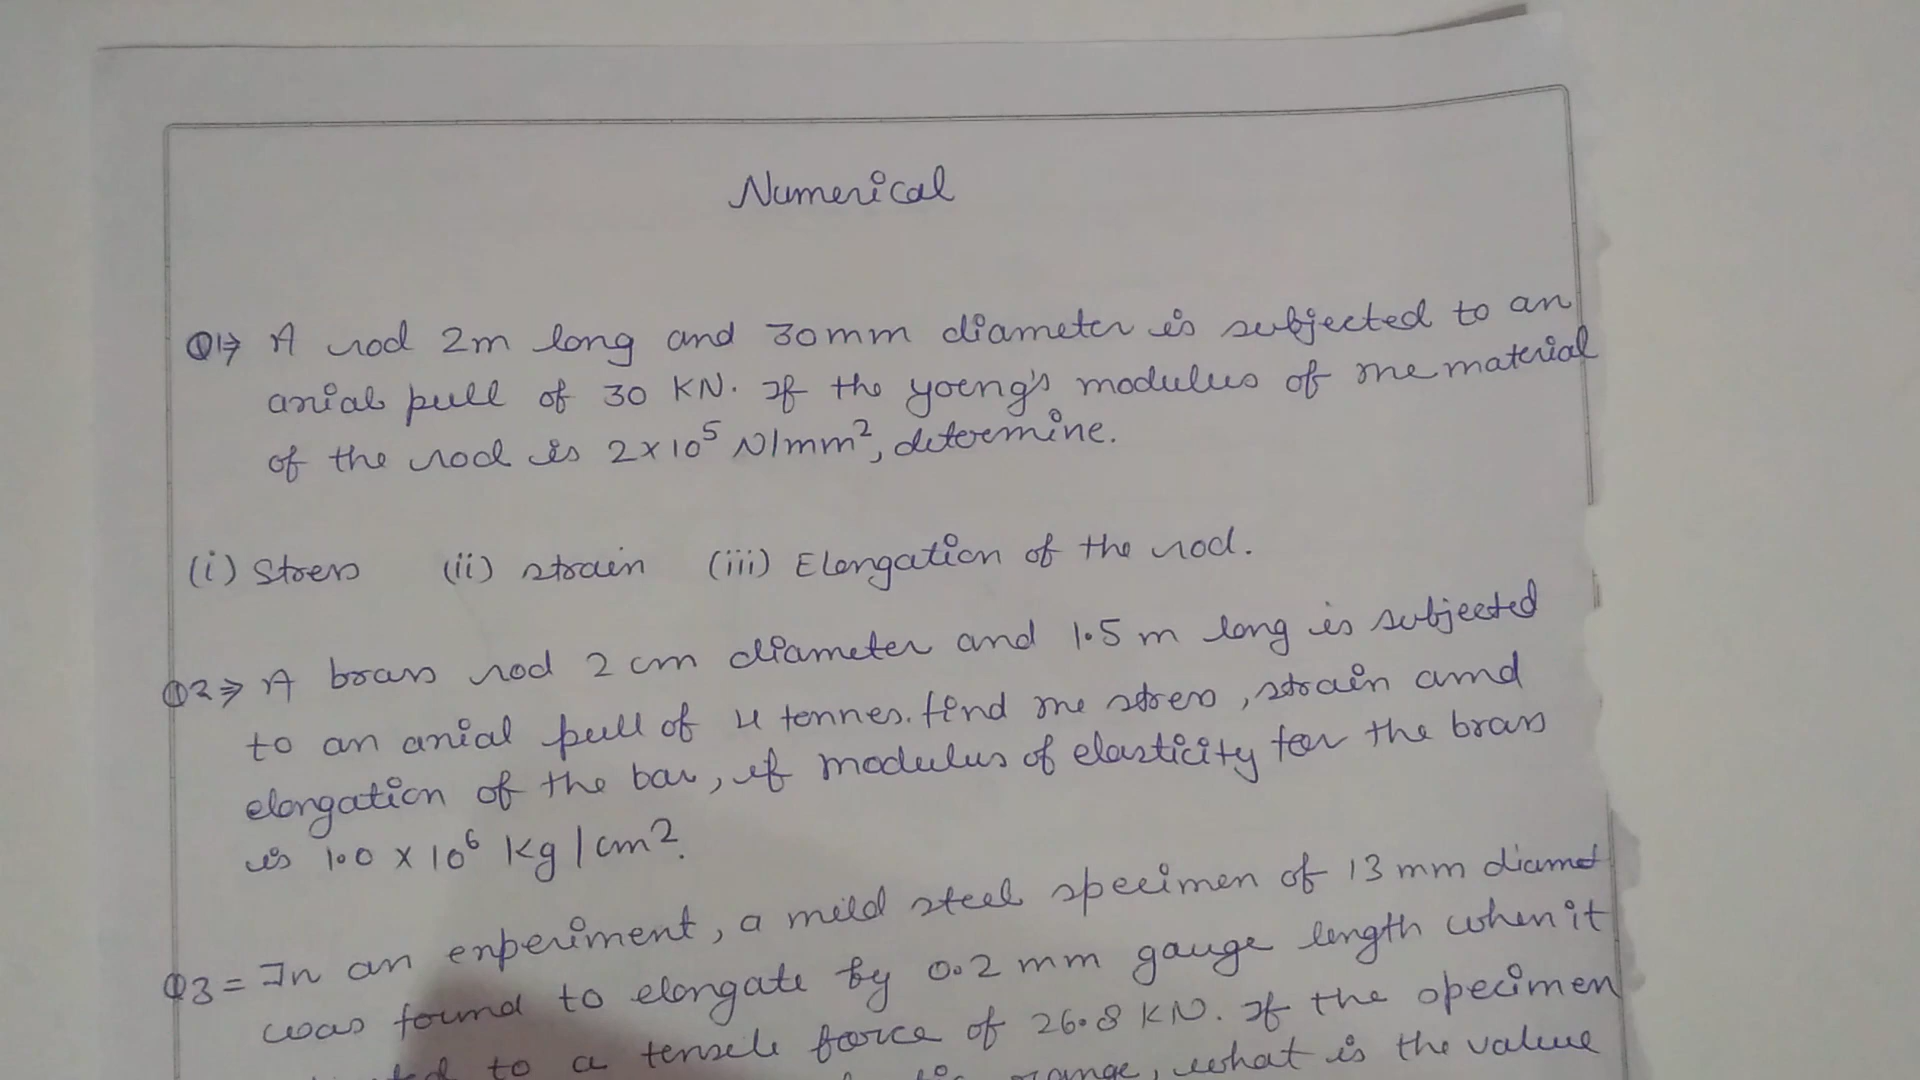 Numerical
Q1⇒ A rod 2m long and 30mm diameter is subjected to an
axial pull of 30 KN. If the yoeng's modulus of the material
of the rod is 2×10⁵ N/mm², determine.
(i) Stress (ii) strain (iii) Elongation of the rod.
Q2⇒ A brass rod 2 cm diameter and 1.5 m long is subjected
to an axial pull of 4 tonnes. find the stress, strain and
elongation of the bar, if modulus of elasticity for the brass
is 1.0 × 10⁶ kg/cm².
Q3 = In an experiment, a mild steel specimen of 13 mm diamet
was found to elongate by 0.2 mm gauge length when it
to a tensile force of 26.8 KN. If the specimen
what is the value